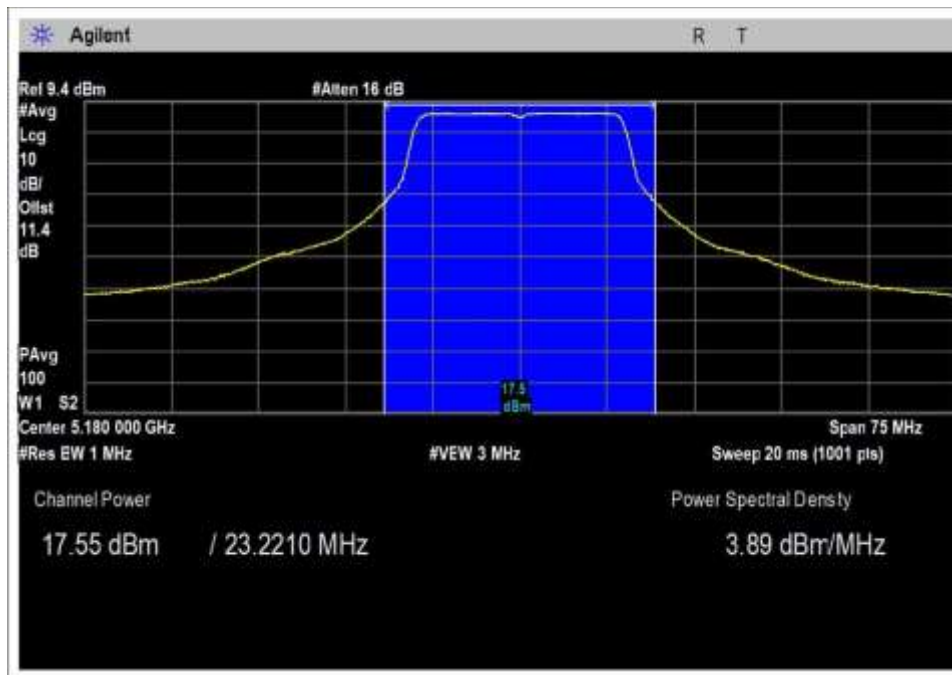 Agilent R T
Ref 9.4 dBm #Atten 16 dB
#Avg
Log
10
dB/
Offst
11.4
dB
PAvg
100
W1 S2
17.5
dBm
Center 5.180 000 GHz Span 75 MHz
#Res BW 1 MHz #VBW 3 MHz Sweep 20 ms (1001 pts)
Channel Power Power Spectral Density
17.55 dBm / 23.2210 MHz 3.89 dBm/MHz